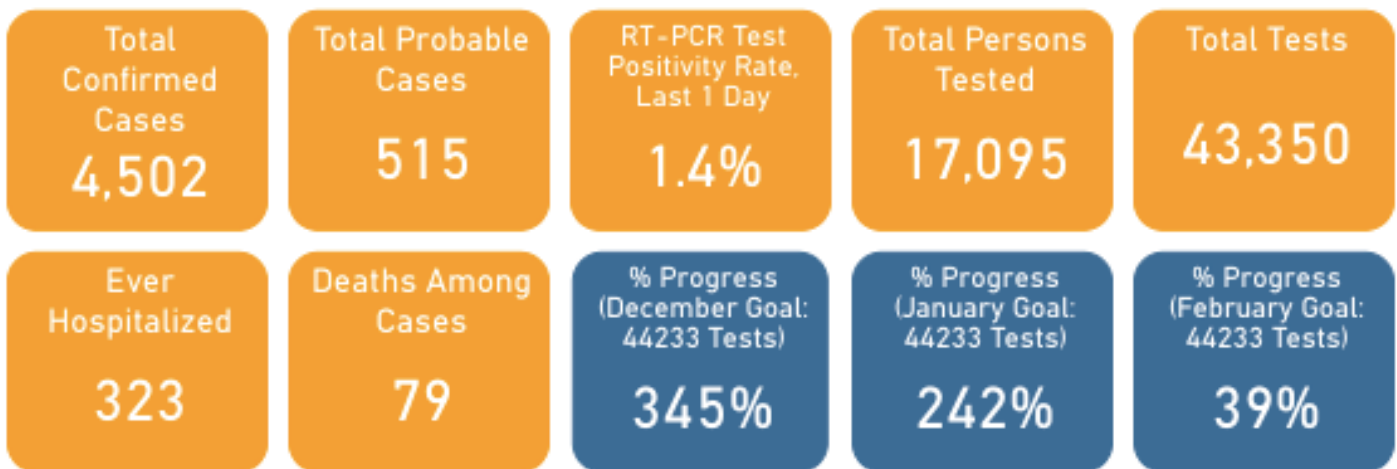 Total
Confirmed
Cases
4,502
Total Probable
Cases
515
RT-PCR Test
Positivity Rate,
Last 1 Day
1.4%
Total Persons
Tested
17,095
Total Tests
43,350
Ever
Hospitalized
323
Deaths Among
Cases
79
% Progress
(December Goal:
44233 Tests)
345%
% Progress
(January Goal:
44233 Tests)
242%
% Progress
(February Goal:
44233 Tests)
39%